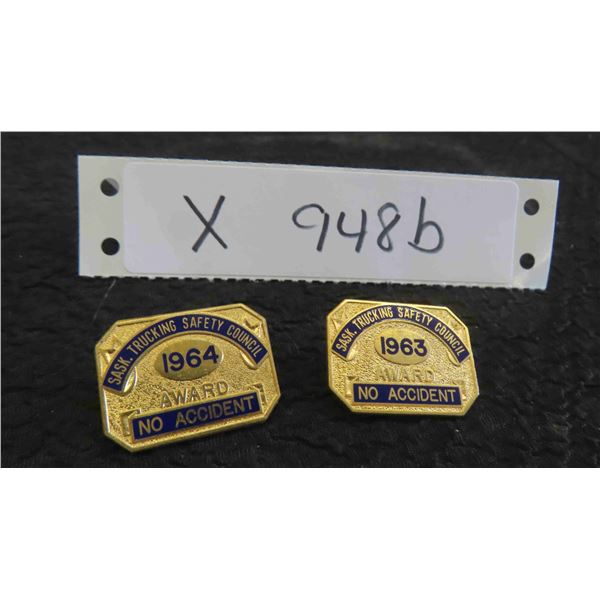 X 948b
SASK. TRUCKING SAFETY COUNCIL
1964
AWARD
NO ACCIDENT
SASK. TRUCKING SAFETY COUNCIL
1963
AWARD
NO ACCIDENT